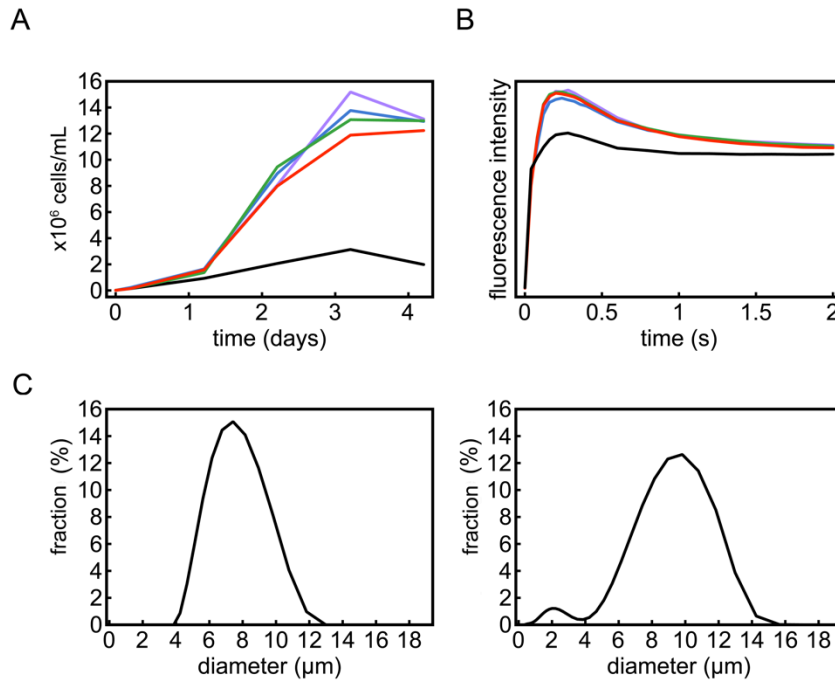 A
B
16
14
12
10
8
6
4
2
0
x10⁶ cells/mL
0 1 2 3 4
time (days)
fluorescence intensity
0 0.5 1 2
time (s)
C
16
14
12
10
8
6
4
2
0
fraction (%)
0 2 4 6 8 10 12 14 16 18
diameter (µm)
16
14
12
10
8
6
4
2
0
fraction (%)
0 2 4 6 8 10 12 14 16 18
diameter (µm)